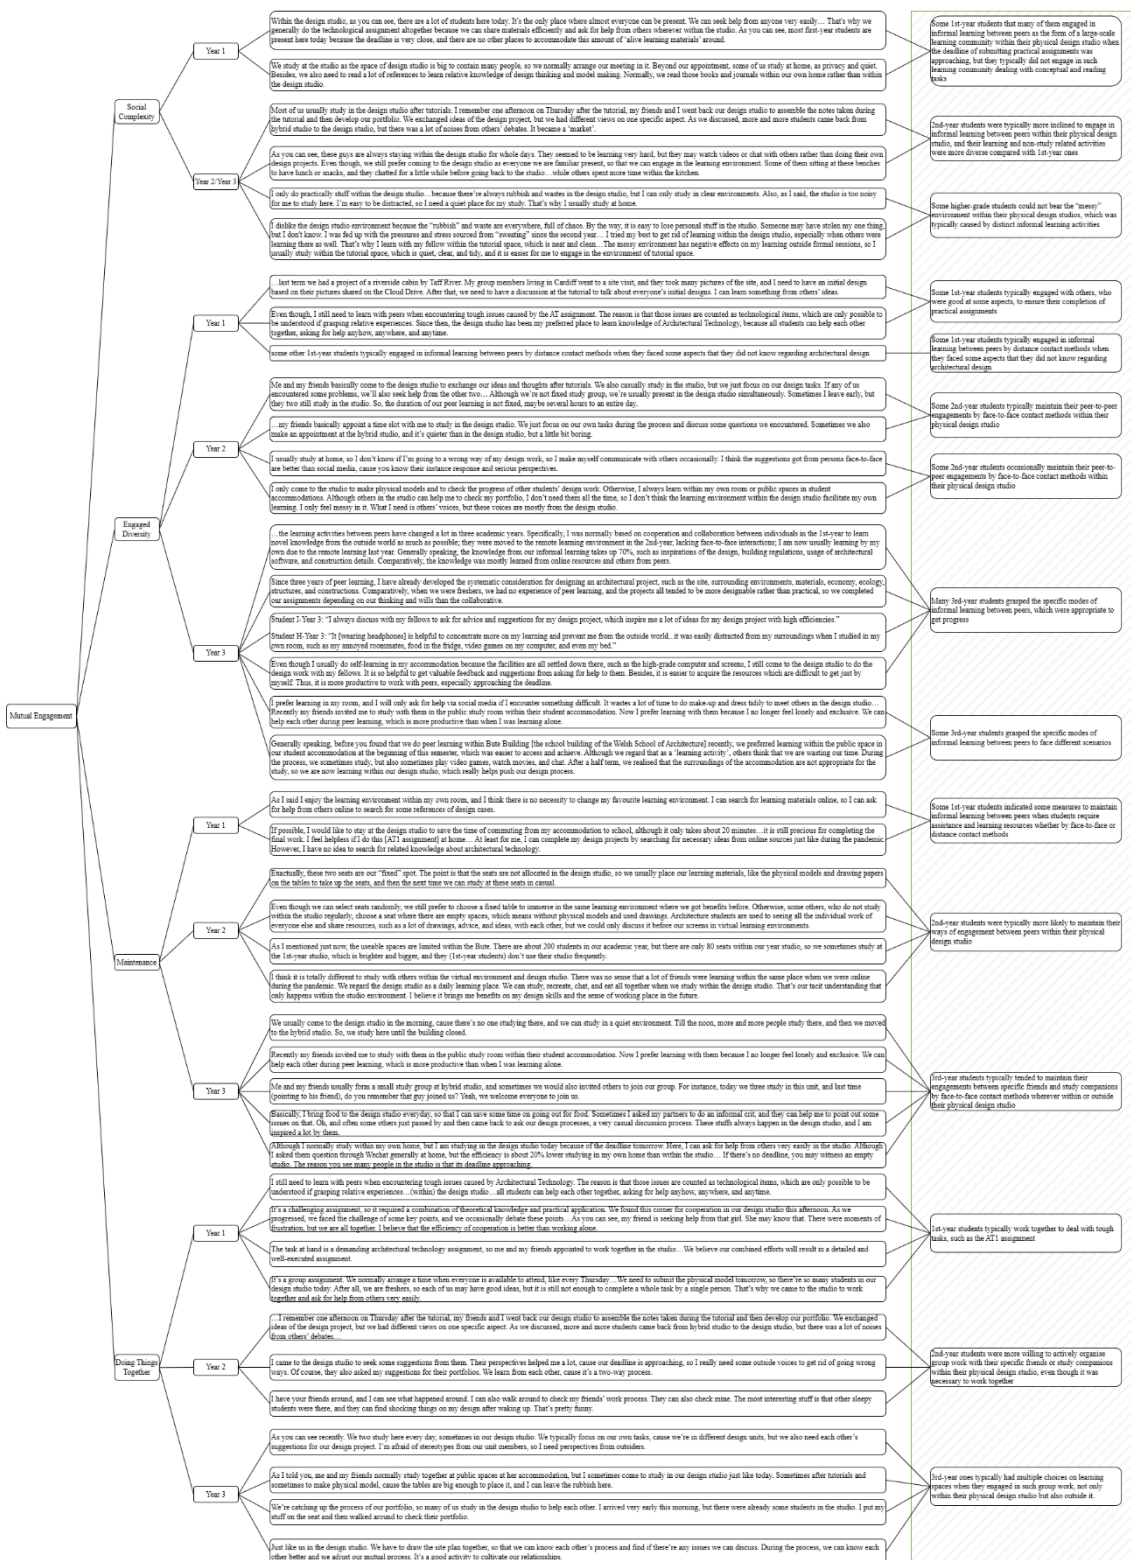 Mutual Engagement
Social
Complexity
Year 1
Within the design studio, as you can see, there are a lot of students here today. It's the only place where almost everyone can be present. We can seek help from anyone very easily… That's why we
generally do the technical assignment altogether because we can share materials efficiently and ask for help from others wherever within the studio. As you can see, most first-year students are
present here today because the deadline is very close, and there are no other places to accommodate this amount of ‘alive learning materials’ around.
We study at the studio as the space of design studio is big to contain many people, so we normally arrange our meeting in it. Beyond our appointment, some of us study at home, as privacy and quiet.
Besides, we also need to read a lot of references to learn relative knowledge of design thinking and model making. Normally, we read those books and journals within our own home rather than within
the design studio.
Some 1st-year students that many of them engaged in
informal learning between peers as the form of a large-scale
learning community within their physical design studio when
the deadline of submitting practical assignments was
approaching, but they typically did not engage in such
learning community dealing with conceptual and reading
tasks
Year 2/Year 3
Most of us usually study in the design studio after tutorials. I remember one afternoon on Thursday after the tutorial, my friends and I went back our design studio to assemble the notes taken during
the tutorial and then develop our portfolio. We exchanged ideas of the design project, but we had different views on one specific aspect. As we discussed, more and more students came back from
hybrid studio to the design studio, but there was a lot of noises from others' debates. It became a ‘market’.
As you can see, these guys are always staying within the design studio for whole days. They seemed to be learning very hard, but they may watch videos or chat with others rather than doing their own
design projects. Even though, we still prefer coming to the design studio as everyone we are familiar present, so that we can engage in the learning environment. Some of them sitting at these benches
to have lunch or snacks, and they chatted for a little while before going back to the studio…while others spent more time within the kitchen.
2nd-year students were typically more inclined to engage in
informal learning between peers within their physical design
studio, and their learning and non-study related activities
were more diverse compared with 1st-year ones
I only do practically stuff within the design studio…because there're always rubbish and wastes in the design studio, but I can only study in clear environments. Also, as I said, the studio is too noisy
for me to study here. I'm easy to be distracted, so I need a quiet place for my study. That's why I usually study at home.
I dislike the design studio environment because the “rubbish” and waste are everywhere, full of chaos. By the way, it is easy to lose personal stuff in the studio. Someone may have stolen my one thing,
but I don't know. I was fed up with the pressures and stress sourced from “sweating” since the second year… I tried my best to get rid of learning within the design studio, especially when others were
learning there as well. That's why I learn with my fellow within the tutorial space, which is neat and clean…The messy environment has negative effects on my learning outside formal sessions, so I
usually study within the tutorial space, which is quiet, clear, and tidy, and it is easier for me to engage in the environment of tutorial space.
Some higher-grade students could not bear the “messy”
environment within their physical design studios, which was
typically caused by distinct informal learning activities
Engaged
Diversity
Year 1
…last term we had a project of a riverside cabin by Taff River. My group members living in Cardiff went to a site visit, and they took many pictures of the site, and I need to have an initial design
based on their pictures shared on the Cloud Drive. After that, we need to have a discussion at the tutorial to talk about everyone's initial designs. I can learn something from others' ideas.
Even though, I still need to learn with peers when encountering tough issues caused by the AT assignment. The reason is that those issues are counted as technological items, which are only possible to
be understood if grasping relative experiences. Since then, the design studio has been my preferred place to learn knowledge of Architectural Technology, because all students can help each other
together, asking for help anyhow, anywhere, and anytime.
some other 1st-year students typically engaged in informal learning between peers by distance contact methods when they faced some aspects that they did not know regarding architectural design
Some 1st-year students typically engaged with others, who
were good at some aspects, to ensure their completion of
practical assignments
Some 1st-year students typically engaged in informal
learning between peers by distance contact methods when
they faced some aspects that they did not know regarding
architectural design
Year 2
Me and my friends basically come to the design studio to exchange our ideas and thoughts after tutorials. We also casually study in the studio, but we just focus on our design tasks. If any of us
encountered some problems, we'll also seek help from the other two… Although we're not fixed study group, we're usually present in the design studio simultaneously. Sometimes I leave early, but
they two still study in the studio. So, the duration of our peer learning is not fixed, maybe several hours to an entire day.
…my friends basically appoint a time slot with me to study in the design studio. We just focus on our own tasks during the process and discuss some questions we encountered. Sometimes we also
make an appointment at the hybrid studio, and it's quieter than in the design studio, but a little bit boring.
Some 2nd-year students typically maintain their peer-to-peer
engagements by face-to-face contact methods within their
physical design studio
I usually study at home, so I don't know if I'm going to a wrong way of my design work, so I make myself communicate with others occasionally. I think the suggestions got from persons face-to-face
are better than social media, cause you know their instance response and serious perspectives.
I only come to the studio to make physical models and to check the progress of other students' design work. Otherwise, I always learn within my own room or public spaces in student
accommodations. Although others in the studio can help me to check my portfolio, I don't need them all the time, so I don't think the learning environment within the design studio facilitate my own
learning. I only feel messy in it. What I need is others' voices, but these voices are mostly from the design studio.
Some 2nd-year students occasionally maintain their peer-to-
peer engagements by face-to-face contact methods within
their physical design studio
Year 3
…the learning activities between peers have changed a lot in three academic years. Specifically, I was normally based on cooperation and collaboration between individuals in the 1st-year to learn
novel knowledge from the outside world as much as possible; they were moved to the remote learning environment in the 2nd-year, lacking face-to-face interactions; I am now usually learning by my
own due to the remote learning last year. Generally speaking, the knowledge from our informal learning takes up 70%, such as inspirations of the design, building regulations, usage of architectural
software, and construction details. Comparatively, the knowledge was mostly learned from online resources and others from peers.
Since three years of peer learning, I have already developed the systematic consideration for designing an architectural project, such as the site, surrounding environments, materials, economy, ecology,
structures, and constructions. Comparatively, when we were freshers, we had no experience of peer learning, and the projects all tended to be more designable rather than practical, so we completed
our assignments depending on our thinking and wills than the collaborative.
Student I-Year 3: “I always discuss with my fellows to ask for advice and suggestions for my design project, which inspire me a lot of ideas for my design project with high efficiencies.”
Student H-Year 3: “It [wearing headphones] is helpful to concentrate more on my learning and prevent me from the outside world...it was easily distracted from my surroundings when I studied in my
own room, such as my annoyed roommates, food in the fridge, video games on my computer, and even my bed.”
Even though I usually do self-learning in my accommodation because the facilities are all settled down there, such as the high-grade computer and screens, I still come to the design studio to do the
design work with my fellows. It is so helpful to get valuable feedback and suggestions from asking for help to them. Besides, it is easier to acquire the resources which are difficult to get just by
myself. Thus, it is more productive to work with peers, especially approaching the deadline.
Many 3rd-year students grasped the specific modes of
informal learning between peers, which were appropriate to
get progress
I prefer learning in my room, and I will only ask for help via social media if I encounter something difficult. It wastes a lot of time to do make-up and dress tidily to meet others in the design studio…
Recently my friends invited me to study with them in the public study room within their student accommodation. Now I prefer learning with them because I no longer feel lonely and exclusive. We can
help each other during peer learning, which is more productive than when I was learning alone.
Generally speaking, before you found that we do peer learning within Bute Building [the school building of the Welsh School of Architecture] recently, we preferred learning within the public space in
our student accommodation at the beginning of this semester, which was easier to access and achieve. Although we regard that as a ‘learning activity’, others think that we are wasting our time. During
the process, we sometimes study, but also sometimes play video games, watch movies, and chat. After a half term, we realised that the surroundings of the accommodation are not appropriate for the
study, so we are now learning within our design studio, which really helps push our design process.
Some 3rd-year students grasped the specific modes of
informal learning between peers to face different scenarios
Maintenance
Year 1
As I said I enjoy the learning environment within my own room, and I think there is no necessity to change my favourite learning environment. I can search for learning materials online, so I can ask
for help from others online to search for some references of design cases.
If possible, I would like to stay at the design studio to save the time of commuting from my accommodation to school, although it only takes about 20 minutes…it is still precious for completing the
final work. I feel helpless if I do this [AT1 assignment] at home… At least for me, I can complete my design projects by searching for necessary ideas from online sources just like during the pandemic.
However, I have no idea to search for related knowledge about architectural technology.
Some 1st-year students indicated some measures to maintain
informal learning between peers when students require
assistance and learning resources whether by face-to-face or
distance contact methods
Year 2
Exactually, these two seats are our “fixed” spot. The point is that the seats are not allocated in the design studio, so we usually place our learning materials, like the physical models and drawing papers
on the tables to take up the seats, and then the next time we can study at these seats in casual.
Even though we can select seats randomly, we still prefer to choose a fixed table to immerse in the same learning environment where we got benefits before. Otherwise, some others, who do not study
within the studio regularly, choose a seat where there are empty spaces, which means without physical models and used drawings. Architecture students are used to seeing all the individual work of
everyone else and share resources, such as a lot of drawings, advice, and ideas, with each other, but we could only discuss it before our screens in virtual learning environments.
As I mentioned just now, the useable spaces are limited within the Bute. There are about 200 students in our academic year, but there are only 80 seats within our year studio, so we sometimes study at
the 1st-year studio, which is brighter and bigger, and they (1st-year students) don't use their studio frequently.
I think it is totally different to study with others within the virtual environment and design studio. There was no sense that a lot of friends were learning within the same place when we were online
during the pandemic. We regard the design studio as a daily learning place. We can study, recreate, chat, and eat all together when we study within the design studio. That's our tacit understanding that
only happens within the studio environment. I believe it brings me benefits on my design skills and the sense of working place in the future.
2nd-year students were typically more likely to maintain their
ways of engagement between peers within their physical
design studio
Year 3
We usually come to the design studio in the morning, cause there's no one studying there, and we can study in a quiet environment. Till the noon, more and more people study there, and then we moved
to the hybrid studio. So, we study here until the building closed.
Recently my friends invited me to study with them in the public study room within their student accommodation. Now I prefer learning with them because I no longer feel lonely and exclusive. We can
help each other during peer learning, which is more productive than when I was learning alone.
Me and my friends usually form a small study group at hybrid studio, and sometimes we would also invited others to join our group. For instance, today we three study in this unit, and last time
(pointing to his friend), do you remember that guy joined us? Yeah, we welcome everyone to join us.
Basically, I bring food to the design studio everyday, so that I can save some time on going out for food. Sometimes I asked my partners to do an informal crit, and they can help me to point out some
issues on that. Oh, and often some others just passed by and then came back to ask our design processes, a very casual discussion process. These stuffs always happen in the design studio, and I am
inspired a lot by them.
Although I normally study within my own home, but I am studying in the design studio today because of the deadline tomorrow. Here, I can ask for help from others very easily in the studio. Although
I asked them question through Wechat generally at home, but the efficiency is about 20% lower studying in my own home than within the studio… If there's no deadline, you may witness an empty
studio. The reason you see many people in the studio is that its deadline approaching.
3rd-year students typically tended to maintain their
engagements between specific friends and study companions
by face-to-face contact methods wherever within or outside
their physical design studio
Doing Things
Together
Year 1
I still need to learn with peers when encountering tough issues caused by Architectural Technology. The reason is that those issues are counted as technological items, which are only possible to be
understood if grasping relative experiences…(within) the design studio…all students can help each other together, asking for help anyhow, anywhere, and anytime.
It's a challenging assignment, so it required a combination of theoretical knowledge and practical application. We found this corner for cooperation in our design studio this afternoon. As we
progressed, we faced the challenge of some key points, and we occasionally debate these points…As you can see, my friend is seeking help from that girl. She may know that. There were moments of
frustration, but we are all together. I believe that the efficiency of cooperation is better than working alone.
The task at hand is a demanding architectural technology assignment, so me and my friends appointed to work together in the studio…We believe our combined efforts will result in a detailed and
well-executed assignment.
It's a group assignment. We normally arrange a time when everyone is available to attend, like every Thursday…We need to submit the physical model tomorrow, so there're so many students in our
design studio today. After all, we are freshers, so each of us may have good ideas, but it is still not enough to complete a whole task by a single person. That's why we came to the studio to work
together and ask for help from others very easily.
1st-year students typically work together to deal with tough
tasks, such as the AT1 assignment
Year 2
…I remember one afternoon on Thursday after the tutorial, my friends and I went back our design studio to assemble the notes taken during the tutorial and then develop our portfolio. We exchanged
ideas of the design project, but we had different views on one specific aspect. As we discussed, more and more students came back from hybrid studio to the design studio, but there was a lot of noises
from others' debates…
I came to the design studio to seek some suggestions from them. Their perspectives helped me a lot, cause our deadline is approaching, so I really need some outside voices to get rid of going wrong
ways. Of course, they also asked my suggestions for their portfolios. We learn from each other, cause it's a two-way process.
I have your friends around, and I can see what happened around. I can also walk around to check my friends' work process. They can also check mine. The most interesting stuff is that other sleepy
students were there, and they can find shocking things on my design after waking up. That's pretty funny.
2nd-year students were more willing to actively organise
group work with their specific friends or study companions
within their physical design studio, even though it was
necessary to work together
Year 3
As you can see recently. We two study here every day, sometimes in our design studio. We typically focus on our own tasks, cause we're in different design units, but we also need each other's
suggestions for our design project. I'm afraid of stereotypes from our unit members, so I need perspectives from outsiders.
As I told you, me and my friends normally study together at public spaces at her accommodation, but I sometimes come to study in our design studio just like today. Sometimes after tutorials and
sometimes to make physical model, cause the tables are big enough to place it, and I can leave the rubbish here.
We're catching up the process of our portfolio, so many of us study in the design studio to help each other. I arrived very early this morning, but there were already some students in the studio. I put my
stuff on the seat and then walked around to check their portfolio.
Just like us in the design studio. We have to draw the site plan together, so that we can know each other's process and find if there're any issues we can discuss. During the process, we can know each
other better and we adjust our mutual process. It's a good activity to cultivate our relationships.
3rd-year ones typically had multiple choices on learning
spaces when they engaged in such group work, not only
within their physical design studio but also outside it.